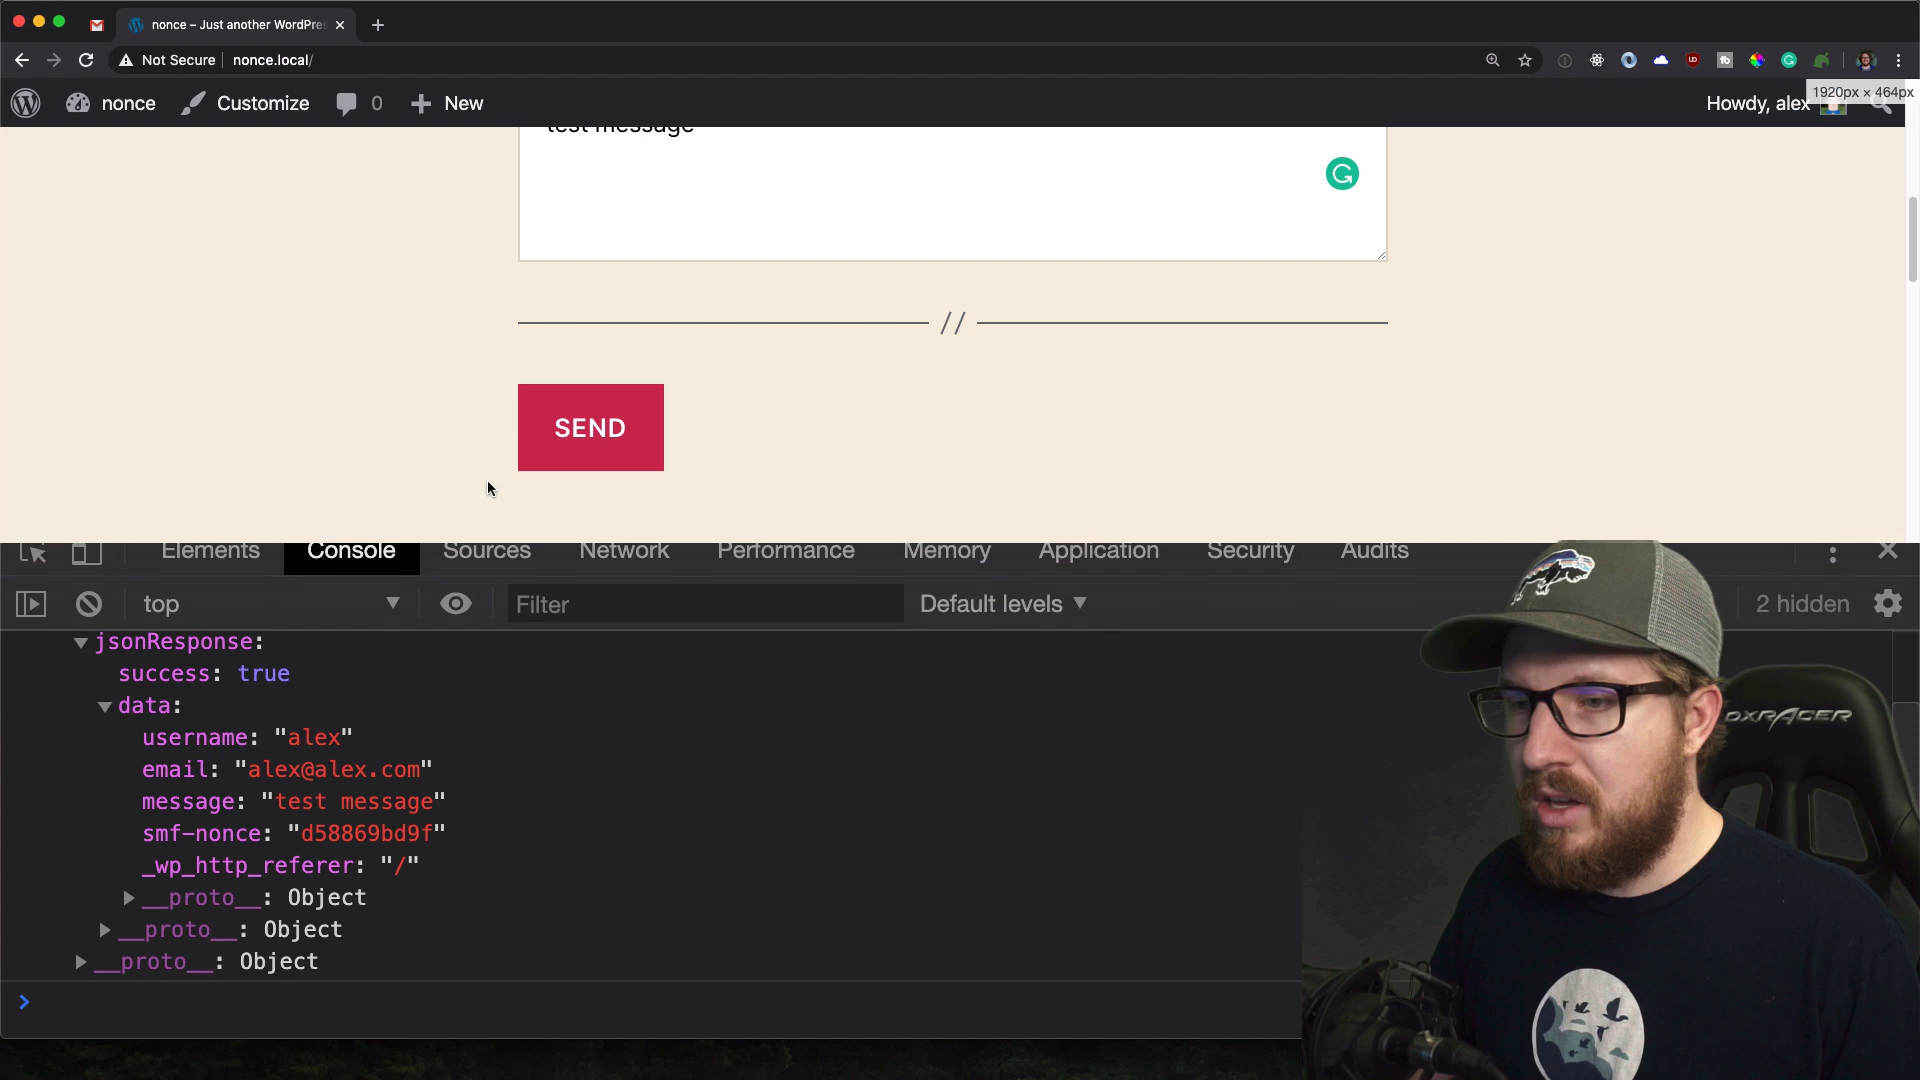 nonce – Just another WordPres
Not Secure nonce.local/
nonce Customize 0 New Howdy, alex
1920px × 464px
test message
//
SEND
Elements Console Sources Network Performance Memory Application Security Audits
top Filter Default levels 2 hidden
jsonResponse:
success: true
data:
username: "alex"
email: "alex@alex.com"
message: "test message"
smf-nonce: "d58869bd9f"
_wp_http_referer: "/"
__proto__: Object
__proto__: Object
__proto__: Object
>
DXRACER